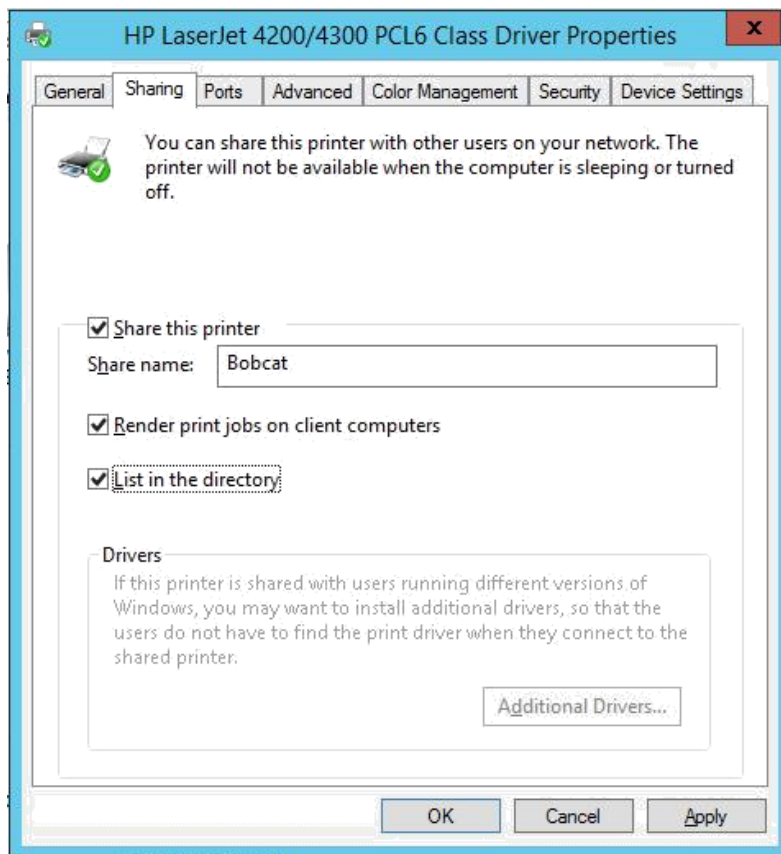 HP LaserJet 4200/4300 PCL6 Class Driver Properties
x
General Sharing Ports Advanced Color Management Security Device Settings
You can share this printer with other users on your network. The
printer will not be available when the computer is sleeping or turned
off.
Share this printer
Share name: Bobcat
Render print jobs on client computers
List in the directory
Drivers
If this printer is shared with users running different versions of
Windows, you may want to install additional drivers, so that the
users do not have to find the print driver when they connect to the
shared printer.
Additional Drivers...
OK Cancel Apply